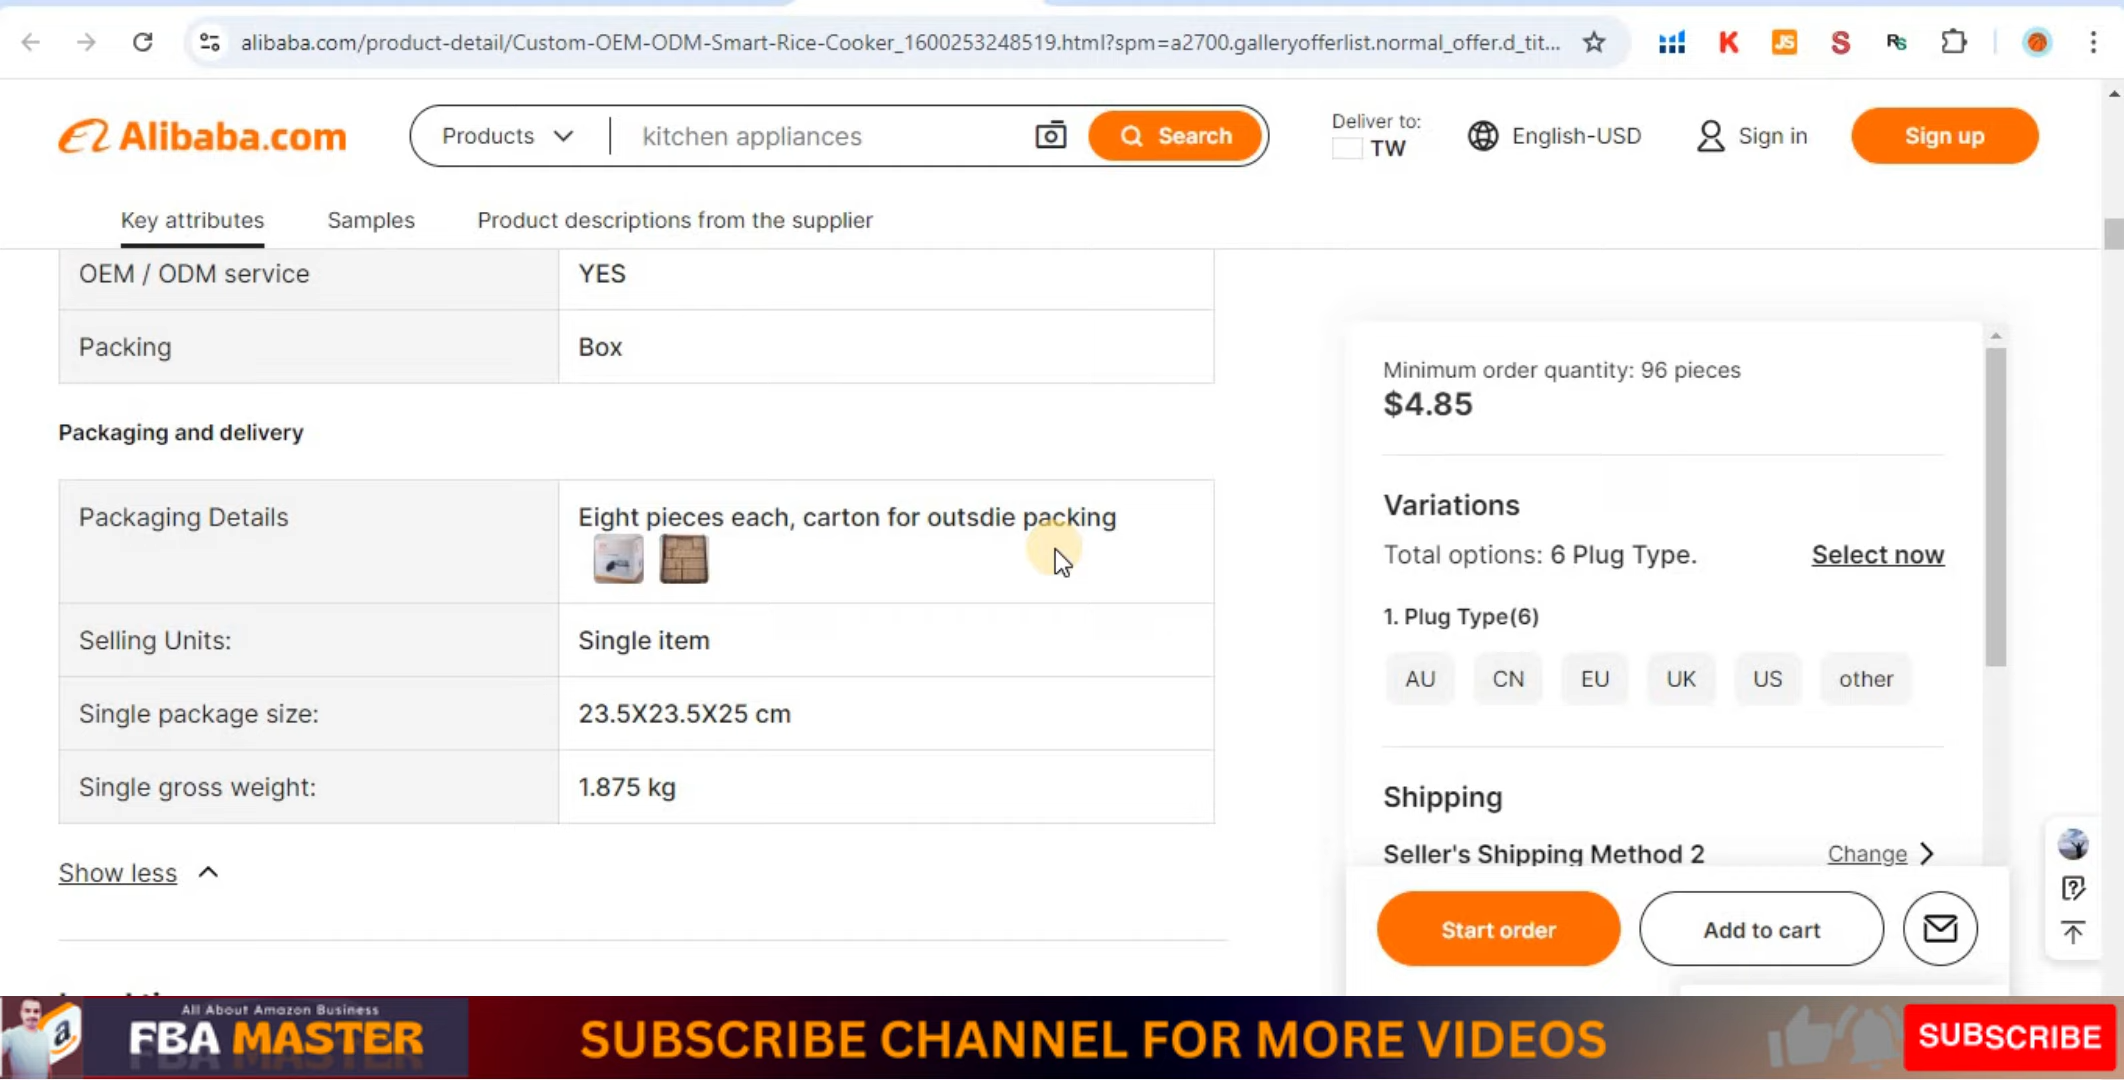 alibaba.com/product-detail/Custom-OEM-ODM-Smart-Rice-Cooker_1600253248519.html?spm=a2700.galleryofferlist.normal_offer.d_tit...
K
JS
S
RS
Alibaba.com
Products
kitchen appliances
Search
Deliver to:
TW
English-USD
Sign in
Sign up
Key attributes
Samples
Product descriptions from the supplier
OEM / ODM service
YES
Packing
Box
Packaging and delivery
Packaging Details
Eight pieces each, carton for outsdie packing
Selling Units:
Single item
Single package size:
23.5X23.5X25 cm
Single gross weight:
1.875 kg
Show less
Minimum order quantity: 96 pieces
$4.85
Variations
Total options: 6 Plug Type.
Select now
1. Plug Type(6)
AU
CN
EU
UK
US
other
Shipping
Seller's Shipping Method 2
Change
Start order
Add to cart
All About Amazon Business
FBA MASTER
SUBSCRIBE CHANNEL FOR MORE VIDEOS
SUBSCRIBE